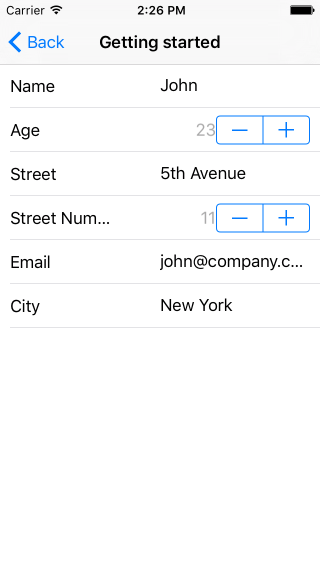 Carrier 2:26 PM
Back Getting started
Name John
Age 23 − +
Street 5th Avenue
Street Num... 11 − +
Email john@company.c...
City New York